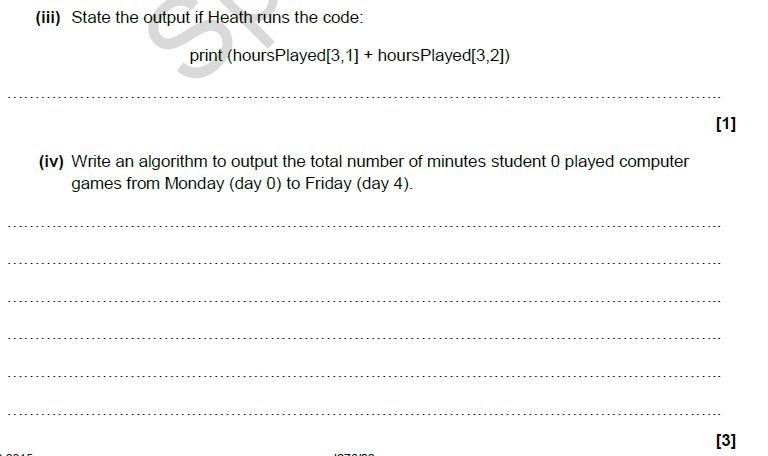 (iii) State the output if Heath runs the code:
print (hoursPlayed[3,1] + hoursPlayed[3,2])
[1]
(iv) Write an algorithm to output the total number of minutes student 0 played computer
games from Monday (day 0) to Friday (day 4).
[3]